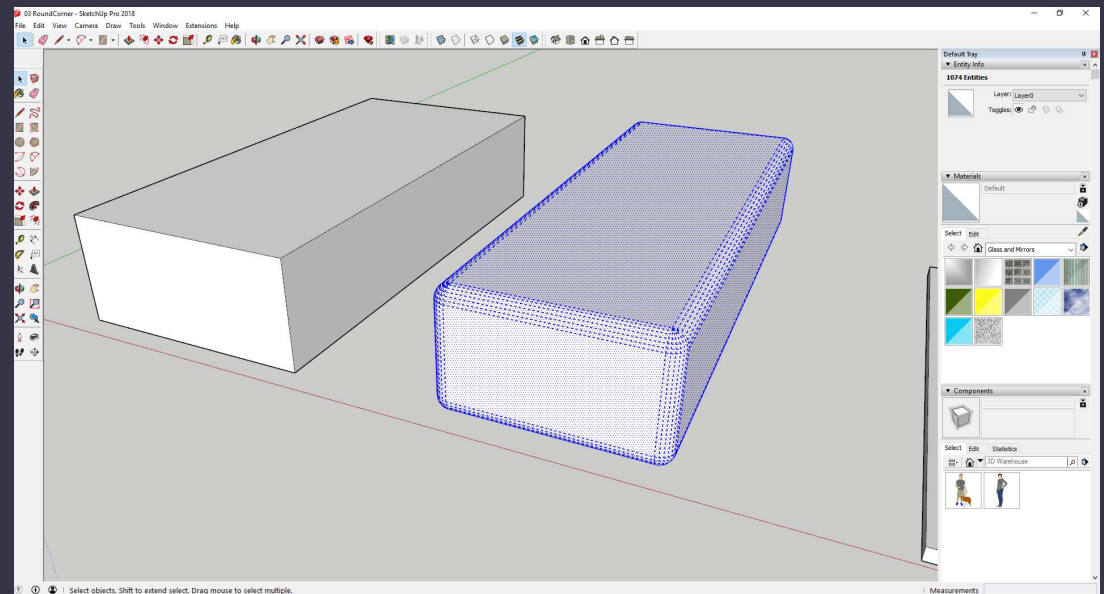 03 RoundCorner - SketchUp Pro 2018
File Edit View Camera Draw Tools Window Extensions Help
Default Tray
Entity Info
1074 Entities
Layer: Layer0
Toggles:
Materials
Default
Select Edit
Glass and Mirrors
Components
Select Edit Statistics
3D Warehouse
Select objects. Shift to extend select. Drag mouse to select multiple.
Measurements